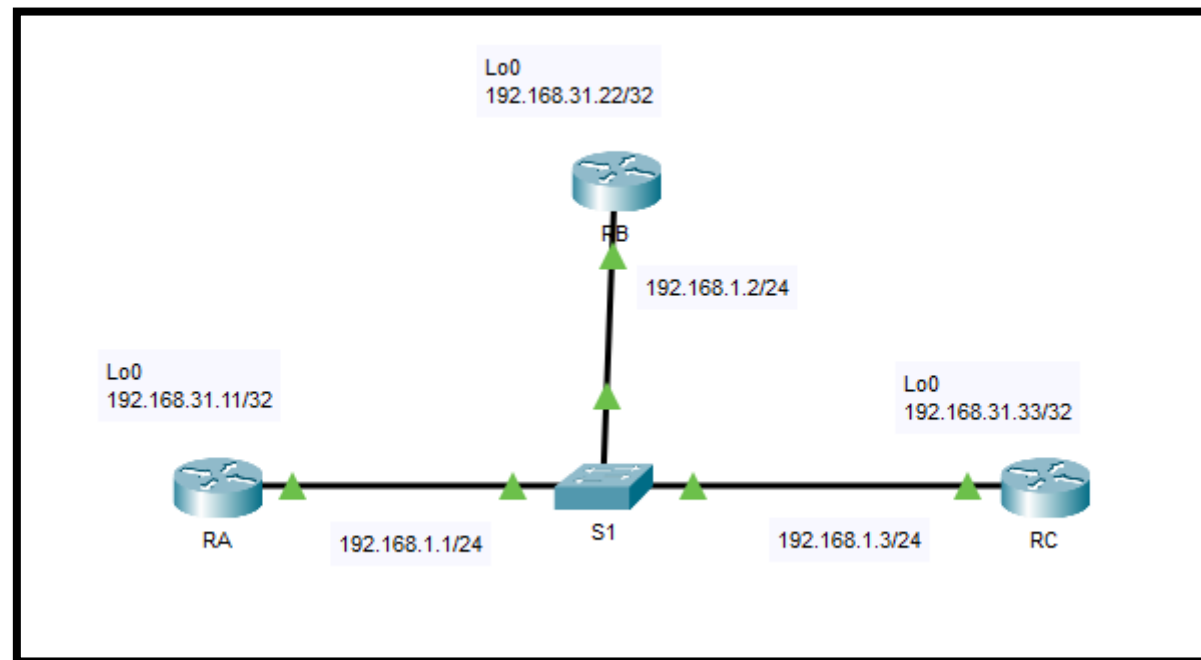 Lo0
192.168.31.22/32
RB
192.168.1.2/24
Lo0
192.168.31.11/32
Lo0
192.168.31.33/32
RA
192.168.1.1/24
S1
192.168.1.3/24
RC